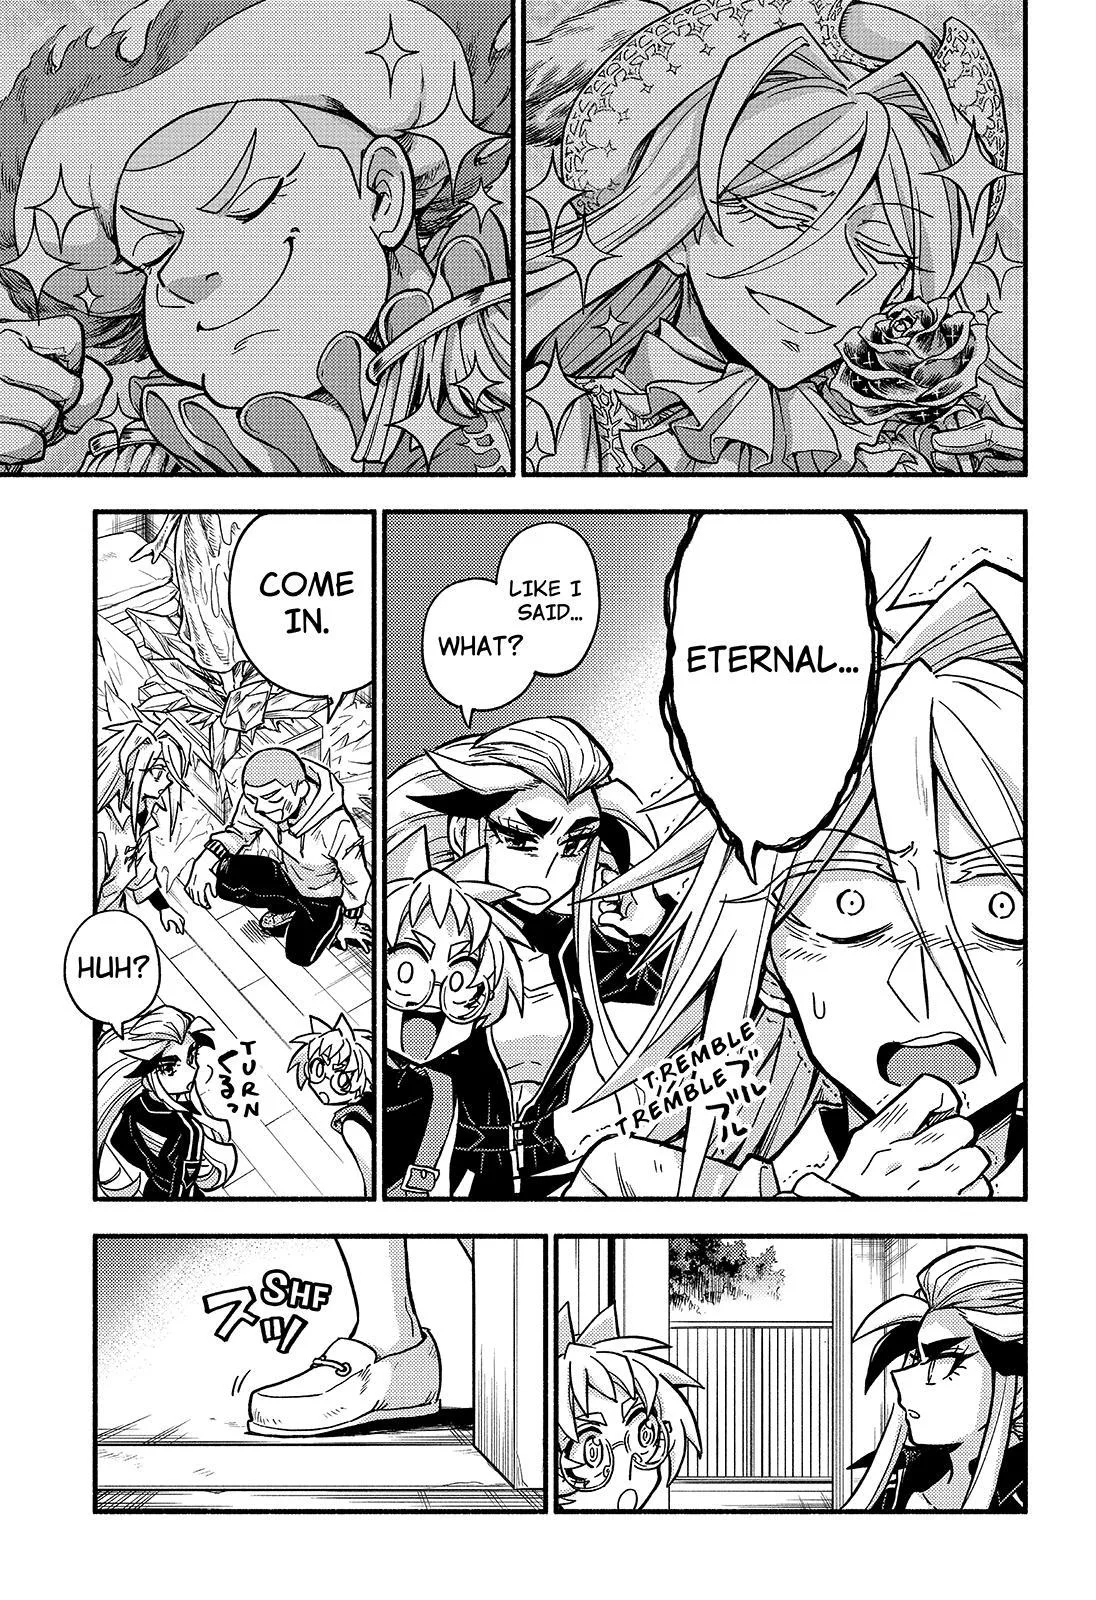 ETERNAL...
LIKE I
SAID...
WHAT?
TREMBLE
TREMBLE
ブル
ブル
COME
IN.
HUH?
TURN
くるっ
SHF
スッ